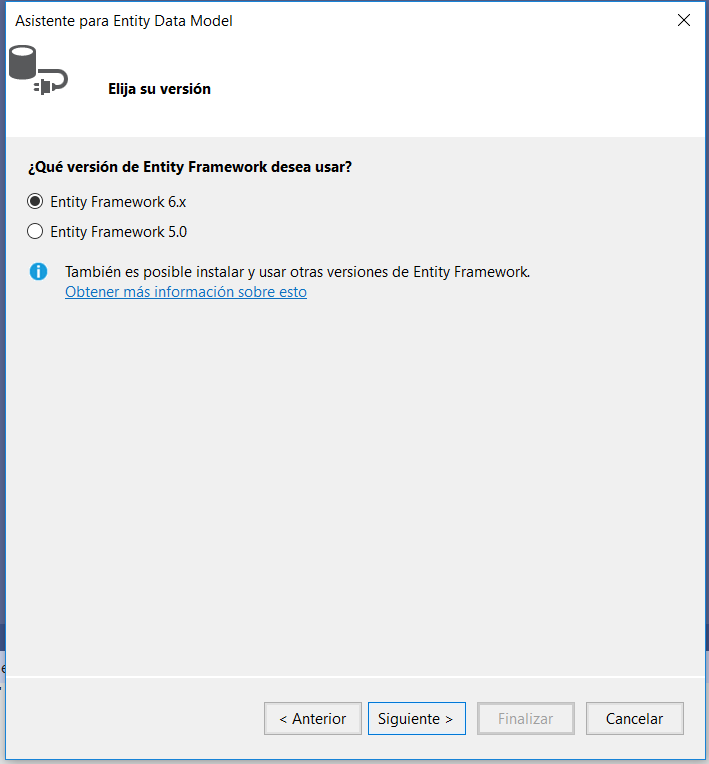 Asistente para Entity Data Model
Elija su versión
¿Qué versión de Entity Framework desea usar?
Entity Framework 6.x
Entity Framework 5.0
También es posible instalar y usar otras versiones de Entity Framework.
Obtener más información sobre esto
< Anterior
Siguiente >
Finalizar
Cancelar